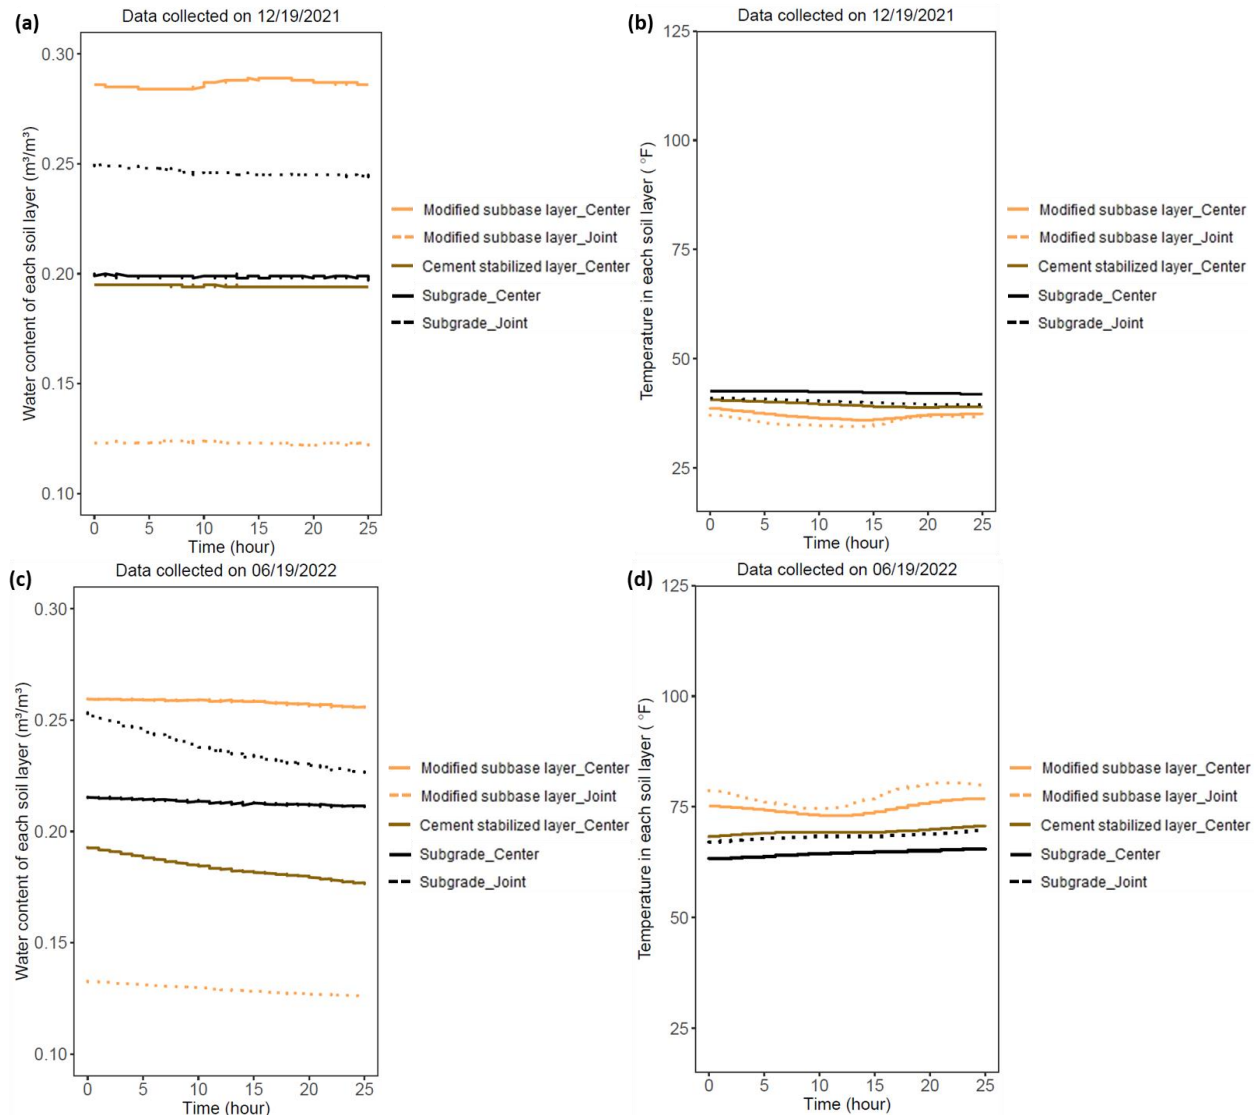 (a)
Data collected on 12/19/2021
0.30
0.25
0.20
0.15
0.10
Water content of each soil layer (m³/m³)
0 5 10 15 20 25
Time (hour)
Modified subbase layer_Center
Modified subbase layer_Joint
Cement stabilized layer_Center
Subgrade_Center
Subgrade_Joint
(b)
Data collected on 12/19/2021
125
100
75
50
25
Temperature in each soil layer ( °F)
0 5 10 15 20 25
Time (hour)
Modified subbase layer_Center
Modified subbase layer_Joint
Cement stabilized layer_Center
Subgrade_Center
Subgrade_Joint
(c)
Data collected on 06/19/2022
0.30
0.25
0.20
0.15
0.10
Water content of each soil layer (m³/m³)
0 5 10 15 20 25
Time (hour)
Modified subbase layer_Center
Modified subbase layer_Joint
Cement stabilized layer_Center
Subgrade_Center
Subgrade_Joint
(d)
Data collected on 06/19/2022
125
100
75
50
25
Temperature in each soil layer ( °F)
0 5 10 15 20 25
Time (hour)
Modified subbase layer_Center
Modified subbase layer_Joint
Cement stabilized layer_Center
Subgrade_Center
Subgrade_Joint